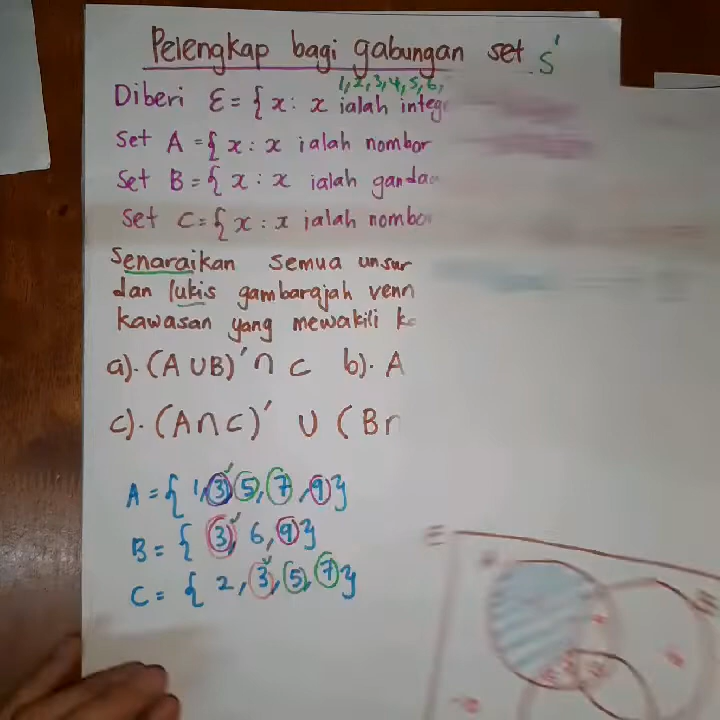 Pelengkap bagi gabungan set S'
1,2,3,4,5,6,
Diberi Ɛ = { x : x ialah integ
Set A = { x : x ialah nombor
Set B = { x : x ialah ganda
Set C = { x : x ialah nombor
Senaraikan semua unsur
dan lukis gambarajah venn
kawasan yang mewakili
a). (A ∪ B)' ∩ C b). A
c). (A ∩ C)' ∪ (B ∩
A = { 1, 3, 5, 7, 9 }
B = { 3, 6, 9 }
C = { 2, 3, 5, 7 }